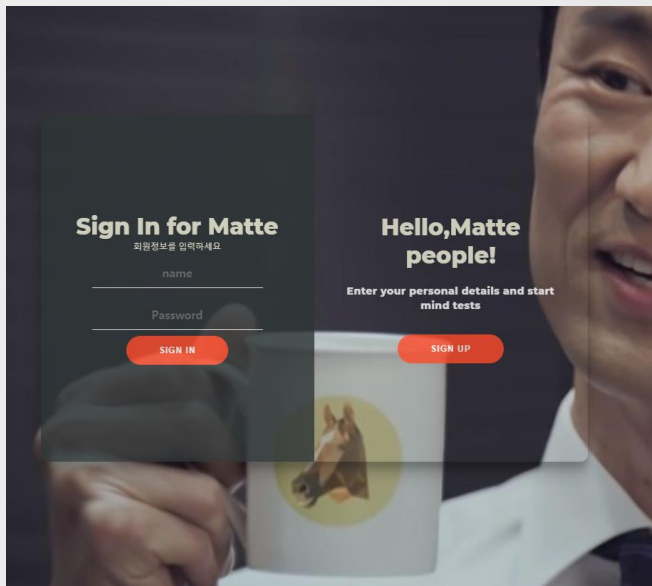 Sign In for Matte
회원정보를 입력하세요
name
Password
SIGN IN
Hello,Matte
people!
Enter your personal details and start
mind tests
SIGN UP